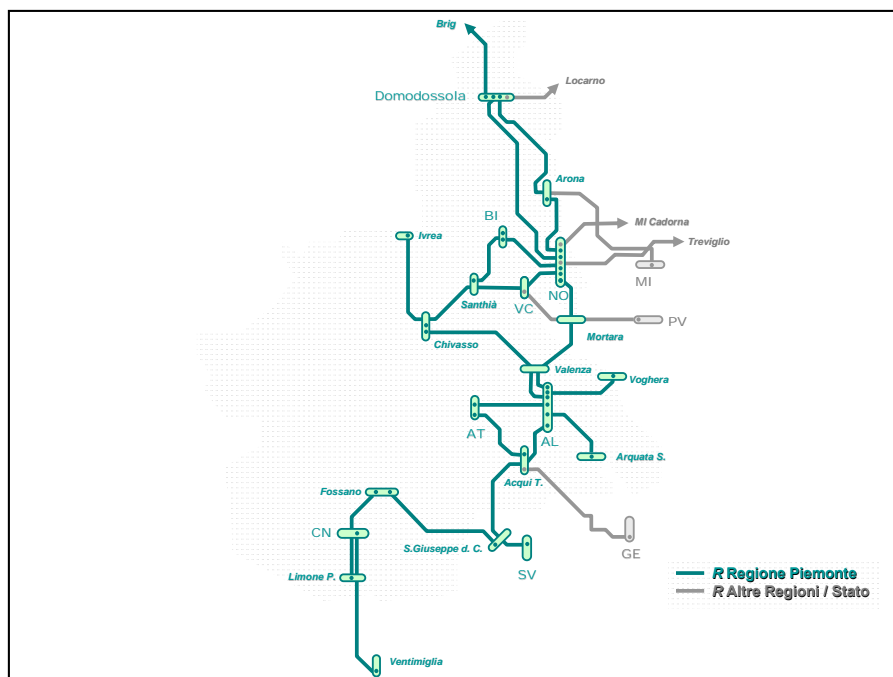 Brig
Locarno
Domodossola
Arona
BI
MI Cadorna
Ivrea
Treviglio
MI
NO
Santhià
VC
PV
Mortara
Chivasso
Valenza
Voghera
AT
AL
Arquata S.
Acqui T.
Fossano
CN
S.Giuseppe d. C.
GE
SV
Limone P.
R Regione Piemonte
R Altre Regioni / Stato
Ventimiglia